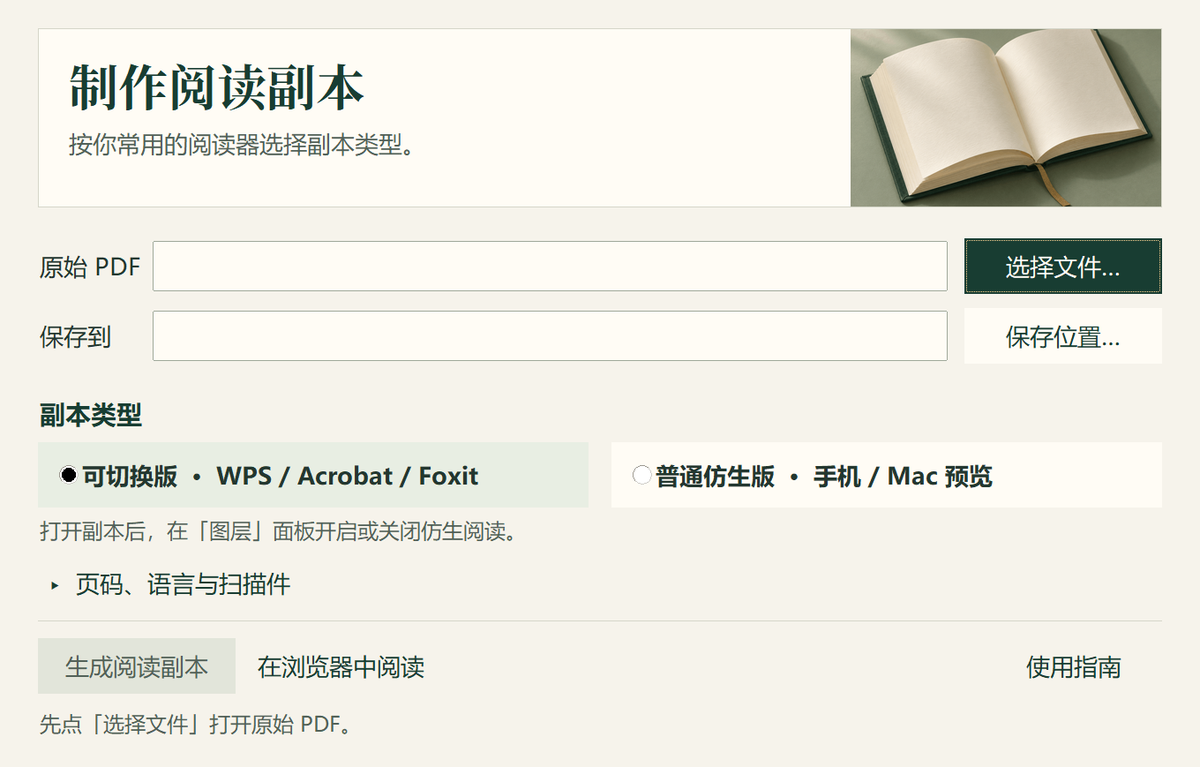 制作阅读副本
按你常用的阅读器选择副本类型。
原始 PDF
选择文件...
保存到
保存位置...
副本类型
可切换版 • WPS / Acrobat / Foxit
普通仿生版 • 手机 / Mac 预览
打开副本后，在「图层」面板开启或关闭仿生阅读。
页码、语言与扫描件
生成阅读副本
在浏览器中阅读
使用指南
先点「选择文件」打开原始 PDF。